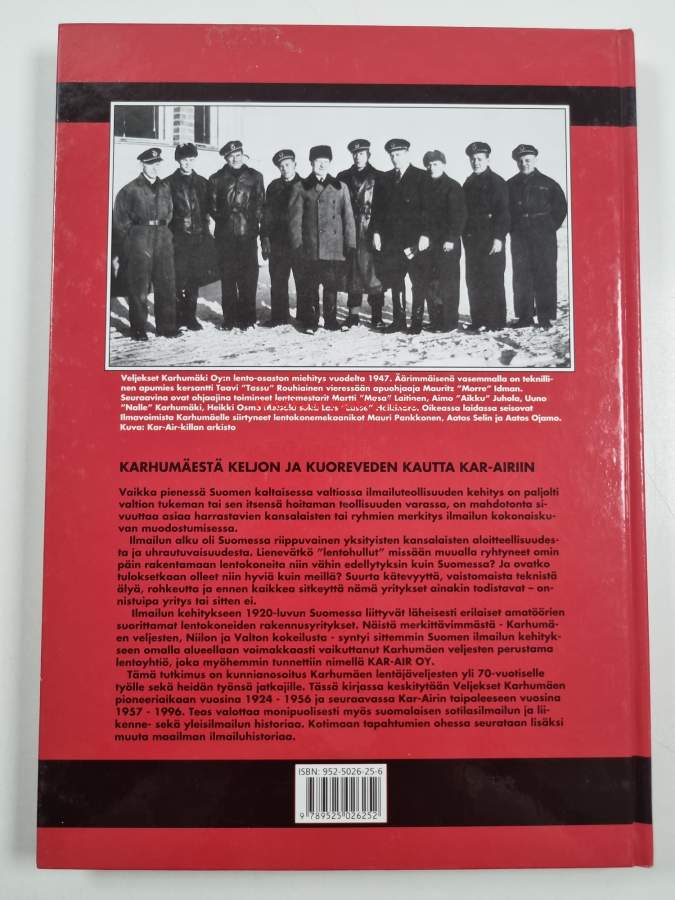 Veljekset Karhumäki Oy:n lento-osaston miehitys vuodelta 1947. Äärimmäisenä vasemmalla on teknilli-
nen apumies kersantti Taavi "Tassu" Rouhiainen vieressään apuohjaaja Mauritz "Morre" Idman.
Seuraavina ovat ohjaajina toimineet lentomestarit Martti "Masa" Laitinen, Aimo "Aikku" Juhola, Uuno
"Nalle" Karhumäki, Heikki Osmo sekä Lars
Ilmavoimista Karhumäelle siirtyneet lentokonemekaanikot Mauri Pankkonen, Aatos Selin ja Aatos Ojamo.
Kuva: Kar-Air-killan arkisto
KARHUMÄESTÄ KELJON JA KUOREVEDEN KAUTTA KAR-AIRIIN
Vaikka pienessä Suomen kaltaisessa valtiossa ilmailuteollisuuden kehitys on paljolti
valtion tukeman tai sen itsensä hoitaman teollisuuden varassa, on mahdotonta si-
vuuttaa asiaa harrastavien kansalaisten tai ryhmien merkitys ilmailun kokonaisku-
van muodostumisessa.
Ilmailun alku oli Suomessa riippuvainen yksityisten kansalaisten aloitteellisuudes-
ta ja uhrautuvaisuudesta. Lienevätkö "lentohullut" missään muualla ryhtyneet omin
päin rakentamaan lentokoneita niin vähin edellytyksin kuin Suomessa? Ja ovatko
tuloksetkaan olleet niin hyviä kuin meillä? Suurta kätevyyttä, vaistomaista teknistä
älyä, rohkeutta ja ennen kaikkea sitkeyttä nämä yritykset ainakin todistavat – on-
nistuipa yritys tai sitten ei.
Ilmailun kehitykseen 1920-luvun Suomessa liittyvät läheisesti erilaiset amatöörien
suorittamat lentokoneiden rakennusyritykset. Näistä merkittävimmästä - Karhumä-
en veljesten, Niilon ja Valton kokeilusta - syntyi sittemmin Suomen ilmailun kehityk-
seen omalla alueellaan voimakkaasti vaikuttanut Karhumäen veljesten perustama
lentoyhtiö, joka myöhemmin tunnettiin nimellä KAR-AIR OY.
Tämä tutkimus on kunnianosoitus Karhumäen lentäjäveljesten yli 70-vuotiselle
työlle sekä heidän työnsä jatkajille. Tässä kirjassa keskitytään Veljekset Karhumäen
pioneeriaikaan vuosina 1924 - 1956 ja seuraavassa Kar-Airin taipaleeseen vuosina
1957 - 1996. Teos valottaa monipuolisesti myös suomalaisen sotilasilmailun ja lii-
kenne- sekä yleisilmailun historiaa. Kotimaan tapahtumien ohessa seurataan lisäksi
muuta maailman ilmailuhistoriaa.
ISBN: 952-5026-25-6
9 789525 026252